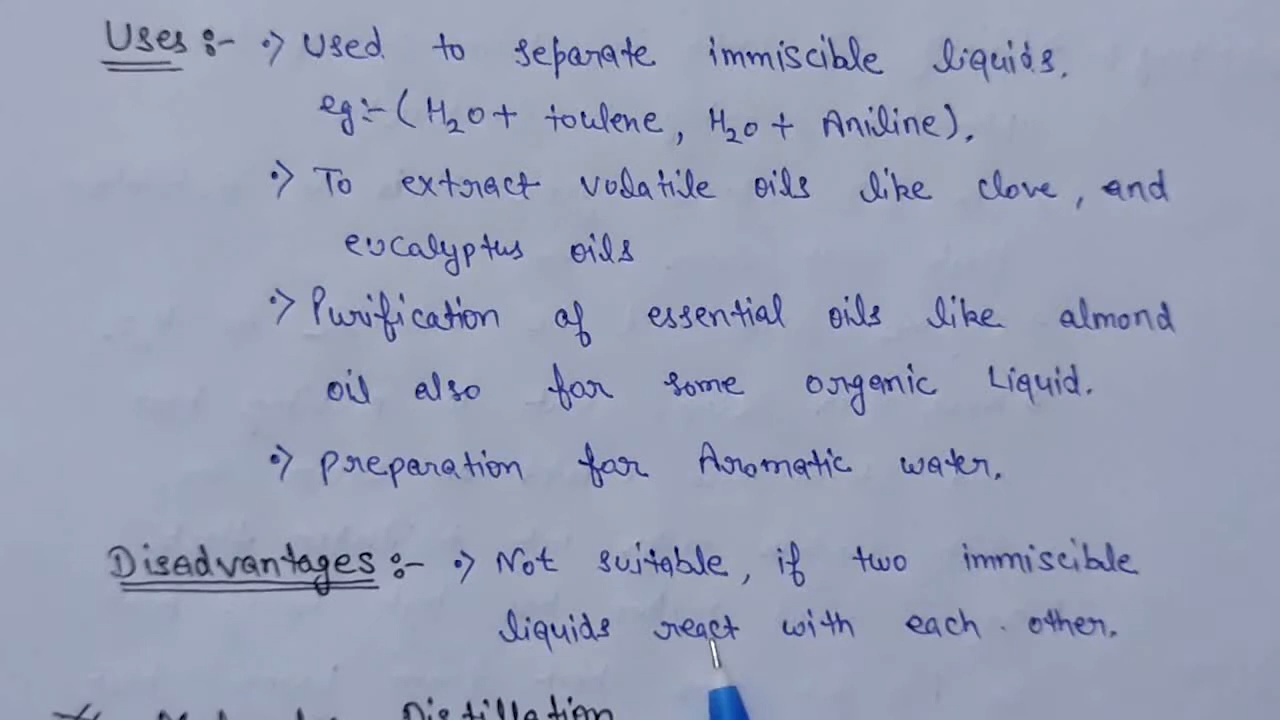 Uses :- •> Used to separate immiscible liquids.
eg:- (H₂O + toulene, H₂O + Aniline).
•> To extract volatile oils like clove, and
eucalyptus oils
•> Purification of essential oils like almond
oil also for some organic Liquid.
•> preparation for Aromatic water.
Disadvantages :- •> Not suitable, if two immiscible
liquids react with each other.
Distillation